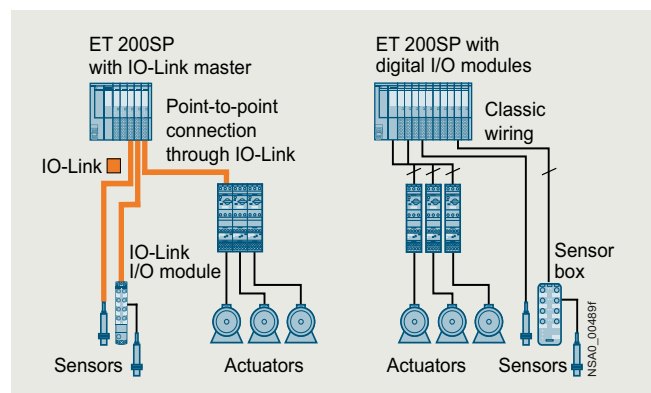 ET 200SP
with IO-Link master
Point-to-point
connection
through IO-Link
IO-Link
IO-Link
I/O module
Sensors
Actuators
ET 200SP with
digital I/O modules
Classic
wiring
Sensor
box
Actuators
Sensors
NSA0_00489f